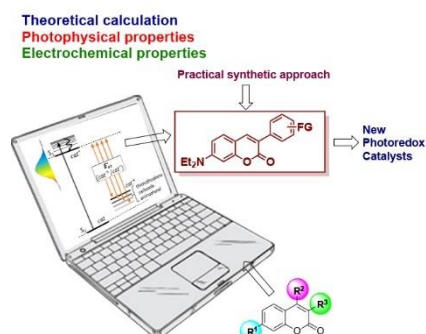 Theoretical calculation
Photophysical properties
Electrochemical properties
Practical synthetic approach
FG
Et₂N
O
O
New
Photoredox
Catalysts
R²
R³
R¹
O
O